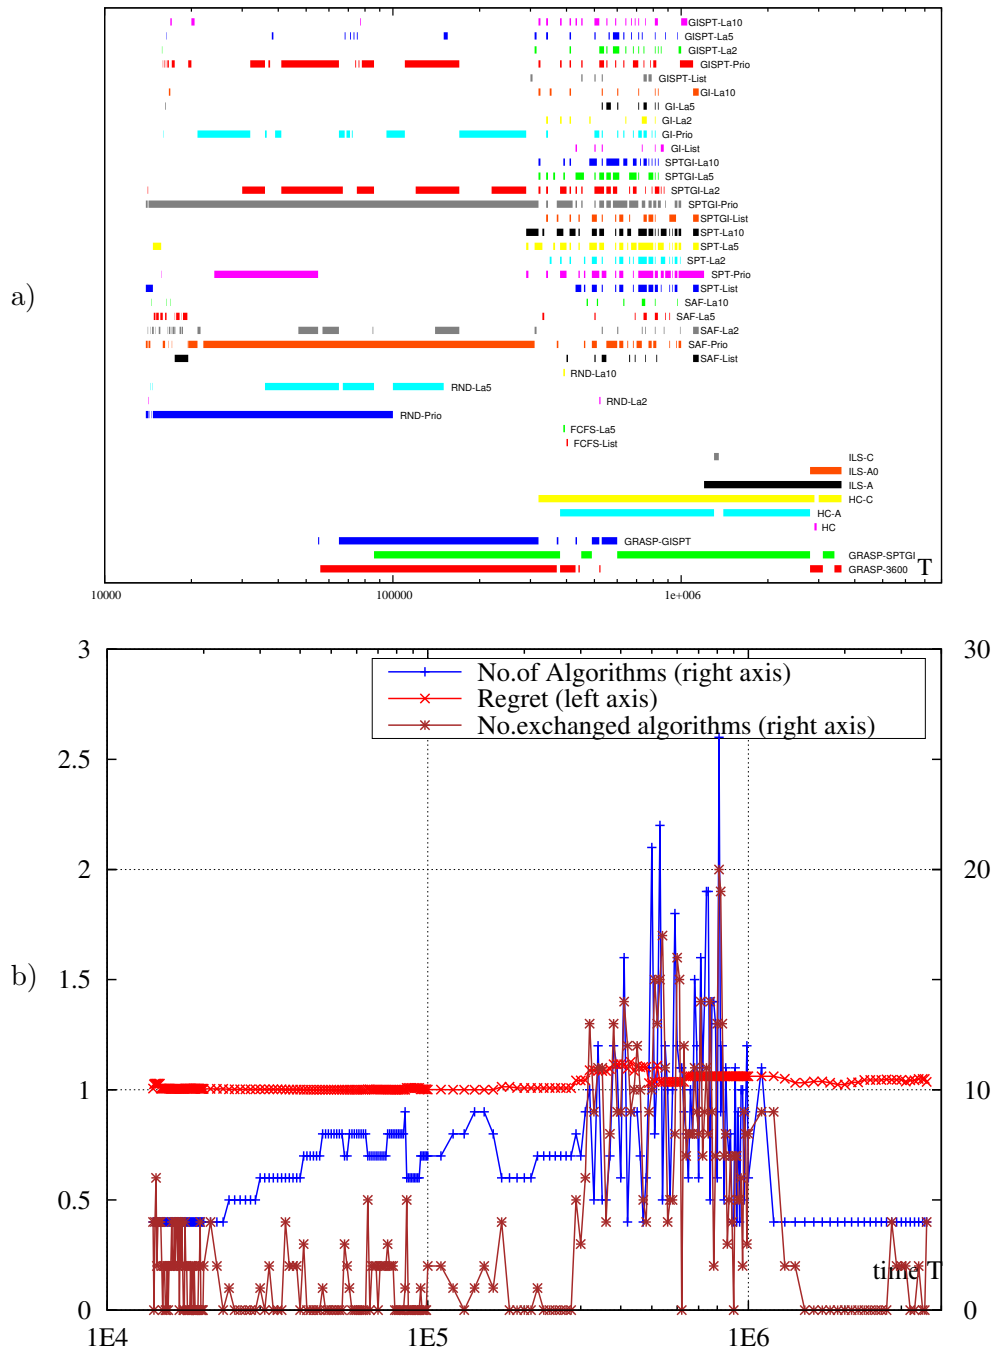 GISPT-La10
GISPT-La5
GISPT-La2
GISPT-Prio
GISPT-List
GI-La10
GI-La5
GI-La2
GI-Prio
GI-List
SPTGI-La10
SPTGI-La5
SPTGI-La2
SPTGI-Prio
SPTGI-List
SPT-La10
SPT-La5
SPT-La2
SPT-Prio
a)
SPT-List
SAF-La10
SAF-La5
SAF-La2
SAF-Prio
SAF-List
RND-La10
RND-La5
RND-La2
RND-Prio
FCFS-La5
FCFS-List
ILS-C
ILS-A0
ILS-A
HC-C
HC-A
HC
GRASP-GISPT
GRASP-SPTGI
GRASP-3600
T
10000 100000 1e+006
3 30
No.of Algorithms (right axis)
Regret (left axis)
No.exchanged algorithms (right axis)
2.5
2 20
1.5
b)
1 10
0.5
time T
0 0
1E4 1E5 1E6